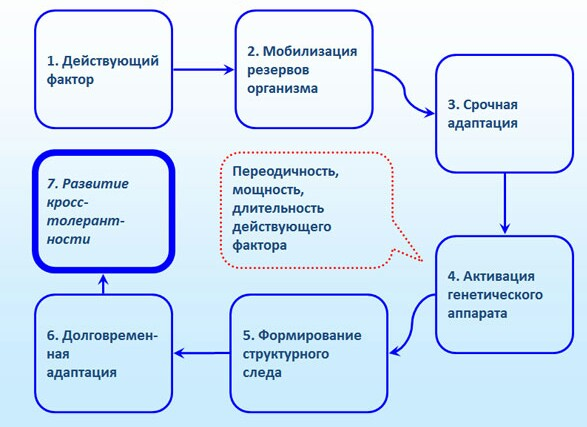 1. Действующий
фактор
2. Мобилизация
резервов
организма
3. Срочная
адаптация
7. Развитие
кросс-
толерант-
ности
Переодичность,
мощность,
длительность
действующего
фактора
4. Активация
генетического
аппарата
6. Долговремен-
ная
адаптация
5. Формирование
структурного
следа